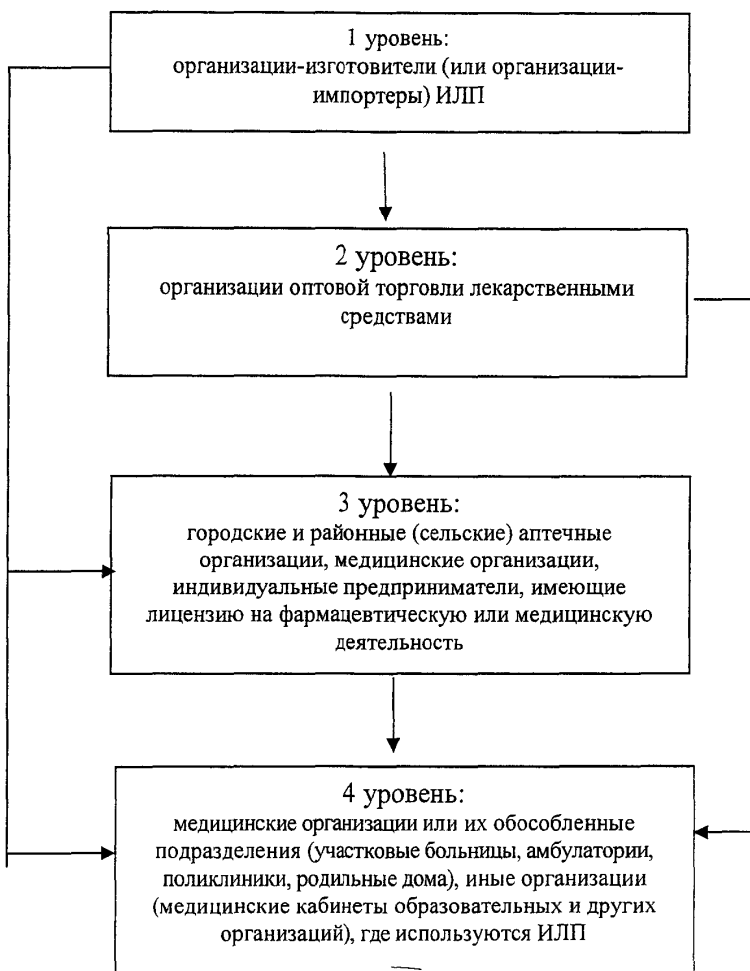 1 уровень:
организации-изготовители (или организации-
импортеры) ИЛП
2 уровень:
организации оптовой торговли лекарственными
средствами
3 уровень:
городские и районные (сельские) аптечные
организации, медицинские организации,
индивидуальные предприниматели, имеющие
лицензию на фармацевтическую или медицинскую
деятельность
4 уровень:
медицинские организации или их обособленные
подразделения (участковые больницы, амбулатории,
поликлиники, родильные дома), иные организации
(медицинские кабинеты образовательных и других
организаций), где используются ИЛП